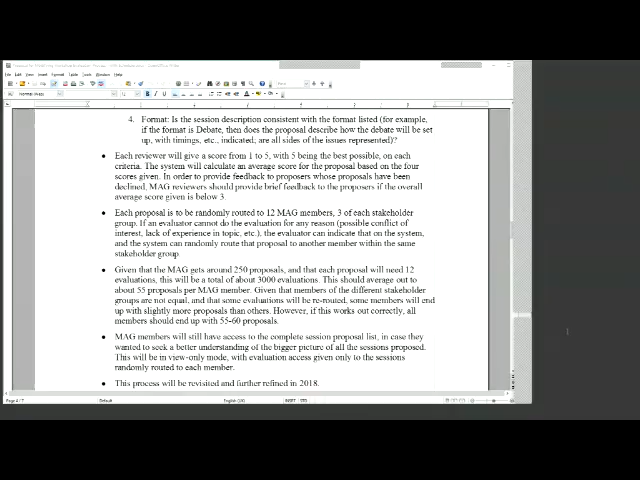 File Edit View Insert Format Table Tools Window Help
4. Format: Is the session description consistent with the format listed (for example,
if the format is Debate, then does the proposal describe how the debate will be set
up, with timings, etc., indicated; are all sides of the issues represented)?
• Each reviewer will give a score from 1 to 5, with 5 being the best possible, on each
criteria. The system will calculate an average score for the proposal based on the four
scores given. In order to provide feedback to proposers whose proposals have been
declined, MAG reviewers should provide brief feedback to the proposers if the overall
average score given is below 3.
• Each proposal is to be randomly routed to 12 MAG members, 3 of each stakeholder
group. If an evaluator cannot do the evaluation for any reason (possible conflict of
interest, lack of experience in topic, etc.), the evaluator can indicate that on the system,
and the system can randomly route that proposal to another member within the same
stakeholder group
• Given that the MAG gets around 250 proposals, and that each proposal will need 12
evaluations, this will be a total of about 3000 evaluations. This should average out to
about 55 proposals per MAG member. Given that members of the different stakeholder
groups are not equal, and that some evaluations will be re-routed, some members will end
up with slightly more proposals than others. However, if this works out correctly, all
members should end up with 55-60 proposals.
• MAG members will still have access to the complete session proposal list, in case they
wanted to seek a better understanding of the bigger picture of all the sessions proposed.
This will be in view-only mode, with evaluation access given only to the sessions
randomly routed to each member.
• This process will be revisited and further refined in 2018.
Default English (UK)